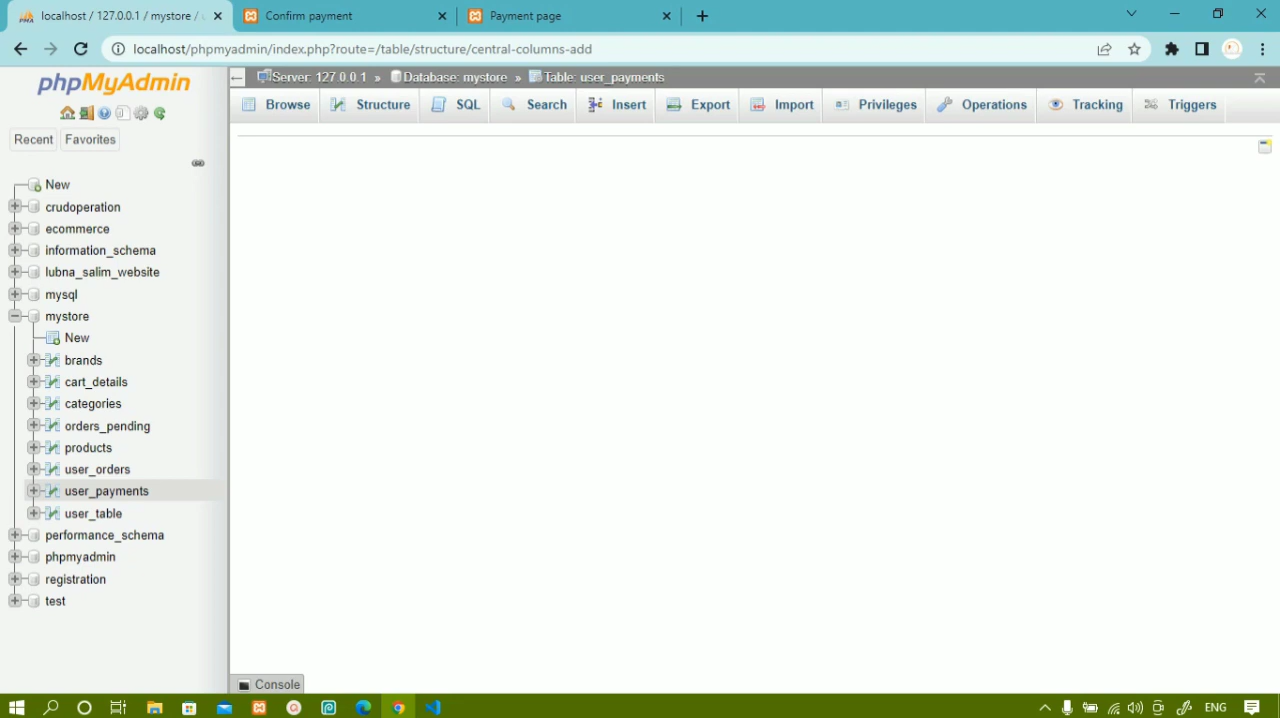 localhost / 127.0.0.1 / mystore /
Confirm payment
Payment page
localhost/phpmyadmin/index.php?route=/table/structure/central-columns-add
phpMyAdmin
Server: 127.0.0.1 » Database: mystore » Table: user_payments
Browse Structure SQL Search Insert Export Import Privileges Operations Tracking Triggers
Recent Favorites
New
crudoperation
ecommerce
information_schema
lubna_salim_website
mysql
mystore
New
brands
cart_details
categories
orders_pending
products
user_orders
user_payments
user_table
performance_schema
phpmyadmin
registration
test
Console
ENG